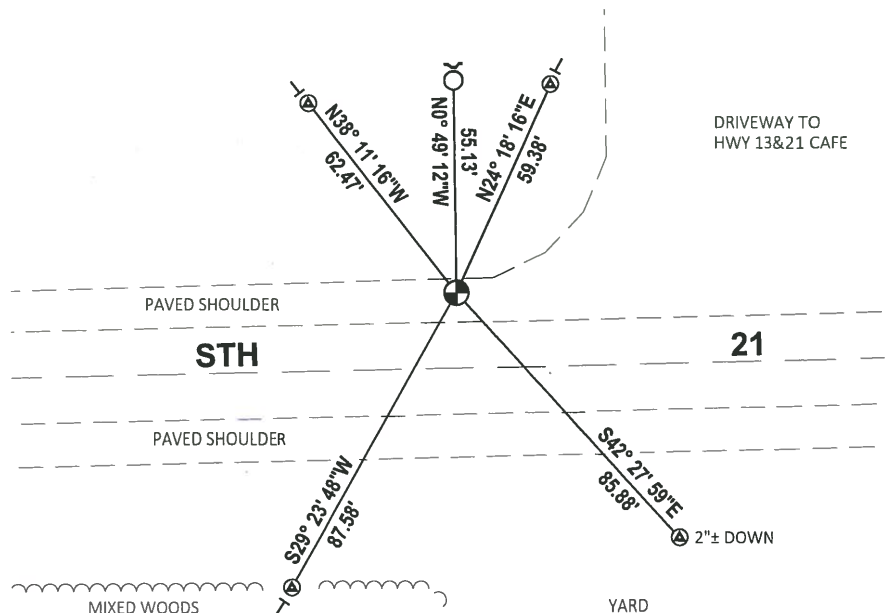 N38° 11' 16"W
62.47'
N0° 49' 12"W
55.13'
N24° 18' 16"E
59.38'
DRIVEWAY TO
HWY 13&21 CAFE
PAVED SHOULDER
STH
21
PAVED SHOULDER
S29° 23' 48"W
87.58'
S42° 27' 59"E
85.88'
2"± DOWN
MIXED WOODS
YARD